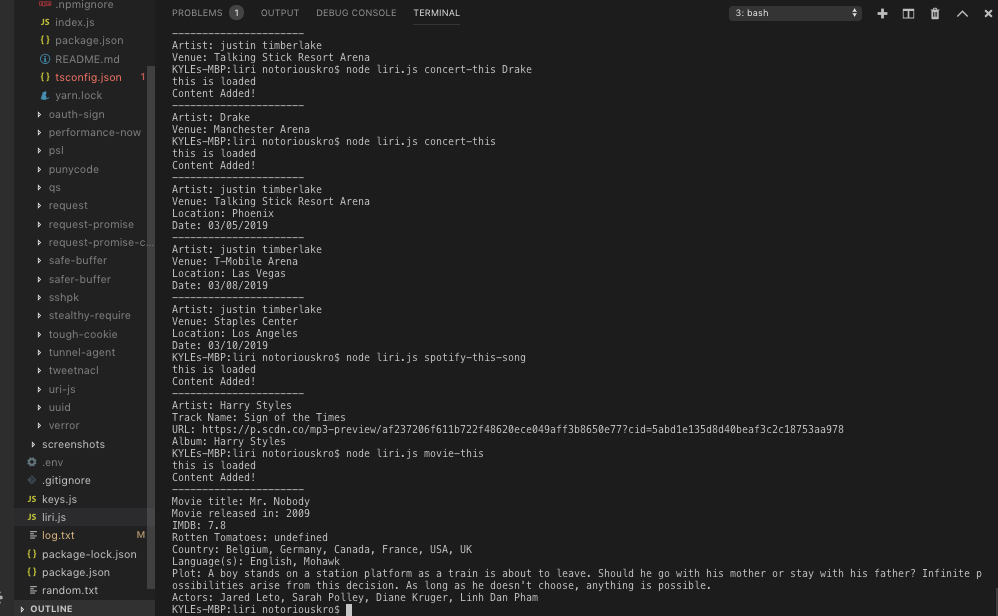 .npmignore
JS index.js
{} package.json
README.md
{} tsconfig.json 1
yarn.lock
oauth-sign
performance-now
psl
punycode
qs
request
request-promise
request-promise-c...
safe-buffer
safer-buffer
sshpk
stealthy-require
tough-cookie
tunnel-agent
tweetnacl
uri-js
uuid
verror
screenshots
.env
.gitignore
JS keys.js
JS liri.js
log.txt M
{} package-lock.json
{} package.json
random.txt
OUTLINE
PROBLEMS 1 OUTPUT DEBUG CONSOLE TERMINAL 3: bash
----------------------
Artist: justin timberlake
Venue: Talking Stick Resort Arena
KYLEs-MBP:liri notoriouskro$ node liri.js concert-this Drake
this is loaded
Content Added!
----------------------
Artist: Drake
Venue: Manchester Arena
KYLEs-MBP:liri notoriouskro$ node liri.js concert-this
this is loaded
Content Added!
----------------------
Artist: justin timberlake
Venue: Talking Stick Resort Arena
Location: Phoenix
Date: 03/05/2019
----------------------
Artist: justin timberlake
Venue: T-Mobile Arena
Location: Las Vegas
Date: 03/08/2019
----------------------
Artist: justin timberlake
Venue: Staples Center
Location: Los Angeles
Date: 03/10/2019
KYLEs-MBP:liri notoriouskro$ node liri.js spotify-this-song
this is loaded
Content Added!
----------------------
Artist: Harry Styles
Track Name: Sign of the Times
URL: https://p.scdn.co/mp3-preview/af237206f611b722f48620ece049aff3b8650e77?cid=5abd1e135d8d40beaf3c2c18753aa978
Album: Harry Styles
KYLEs-MBP:liri notoriouskro$ node liri.js movie-this
this is loaded
Content Added!
----------------------
Movie title: Mr. Nobody
Movie released in: 2009
IMDB: 7.8
Rotten Tomatoes: undefined
Country: Belgium, Germany, Canada, France, USA, UK
Language(s): English, Mohawk
Plot: A boy stands on a station platform as a train is about to leave. Should he go with his mother or stay with his father? Infinite p
ossibilities arise from this decision. As long as he doesn't choose, anything is possible.
Actors: Jared Leto, Sarah Polley, Diane Kruger, Linh Dan Pham
KYLEs-MBP:liri notoriouskro$